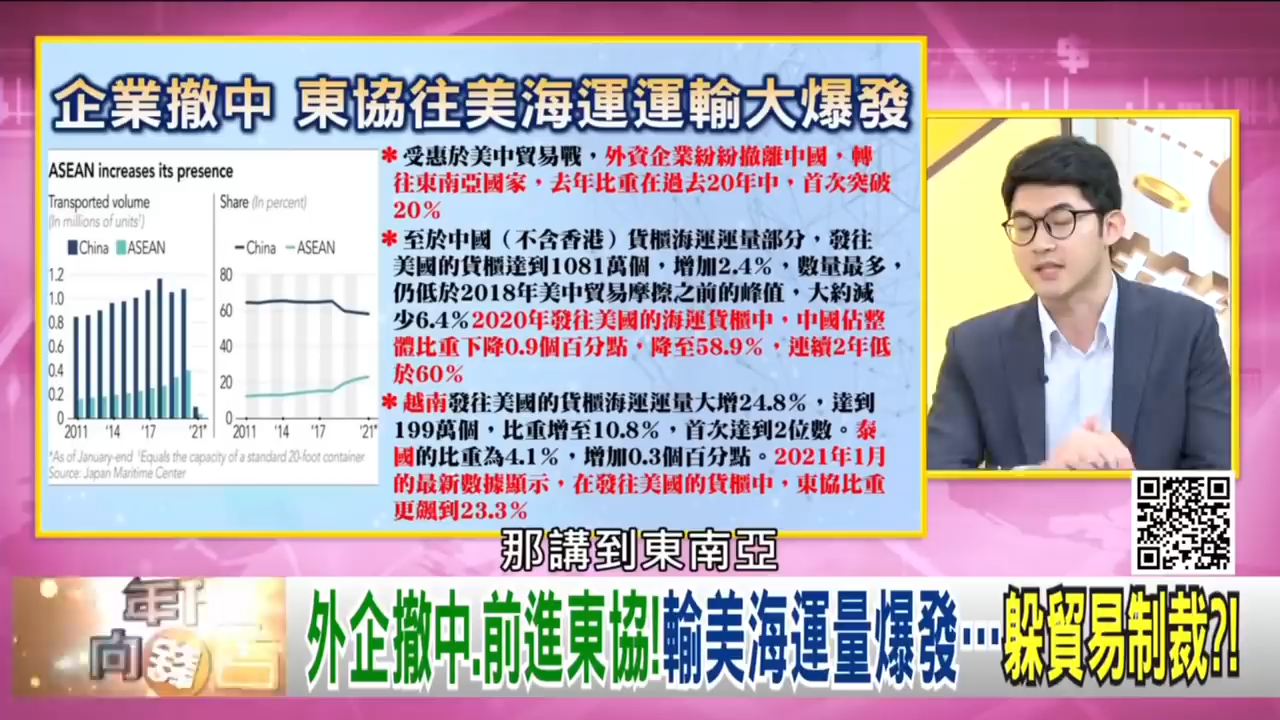 企業撤中 東協往美海運運輸大爆發
ASEAN increases its presence
Transported volume
(In millions of units¹)
China ASEAN
1.2
1.0
0.8
0.6
0.4
0.2
0
2011 '14 '17 '21*
Share (In percent)
China ASEAN
80
60
40
20
0
2011 '14 '17 '21*
*As of January-end ¹Equals the capacity of a standard 20-foot container
Source: Japan Maritime Center
* 受惠於美中貿易戰，外資企業紛紛撤離中國，轉
往東南亞國家，去年比重在過去20年中，首次突破
20%
* 至於中國（不含香港）貨櫃海運運量部分，發往
美國的貨櫃達到1081萬個，增加2.4%，數量最多，
仍低於2018年美中貿易摩擦之前的峰值，大約減
少6.4%2020年發往美國的海運貨櫃中，中國佔整
體比重下降0.9個百分點，降至58.9%，連續2年低
於60%
* 越南發往美國的貨櫃海運運量大增24.8%，達到
199萬個，比重增至10.8%，首次達到2位數。泰
國的比重為4.1%，增加0.3個百分點。2021年1月
的最新數據顯示，在發往美國的貨櫃中，東協比重
更飆到23.3%
那講到東南亞
年
向錢
外企撤中.前進東協!輸美海運量爆發…躲貿易制裁?!